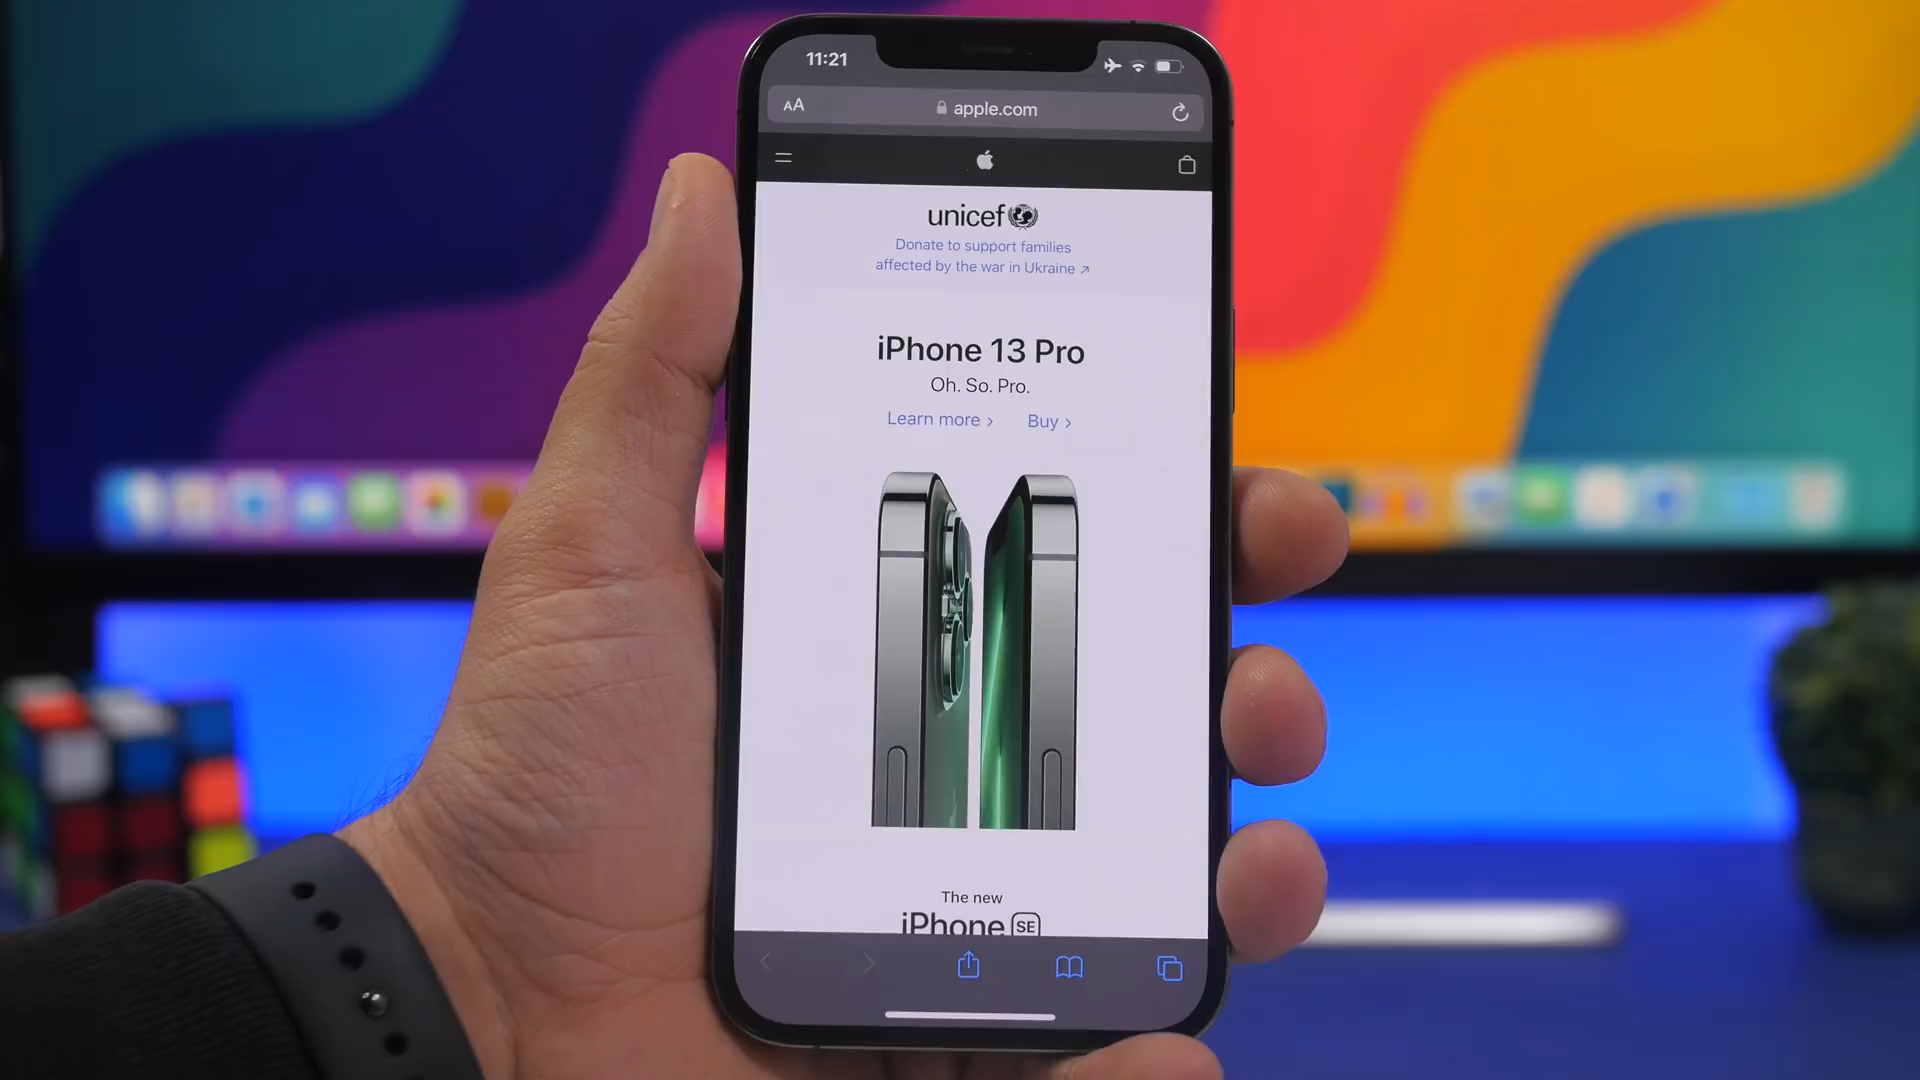 11:21
AA
apple.com
unicef
Donate to support families
affected by the war in Ukraine
iPhone 13 Pro
Oh. So. Pro.
Learn more
Buy
The new
iPhone SE